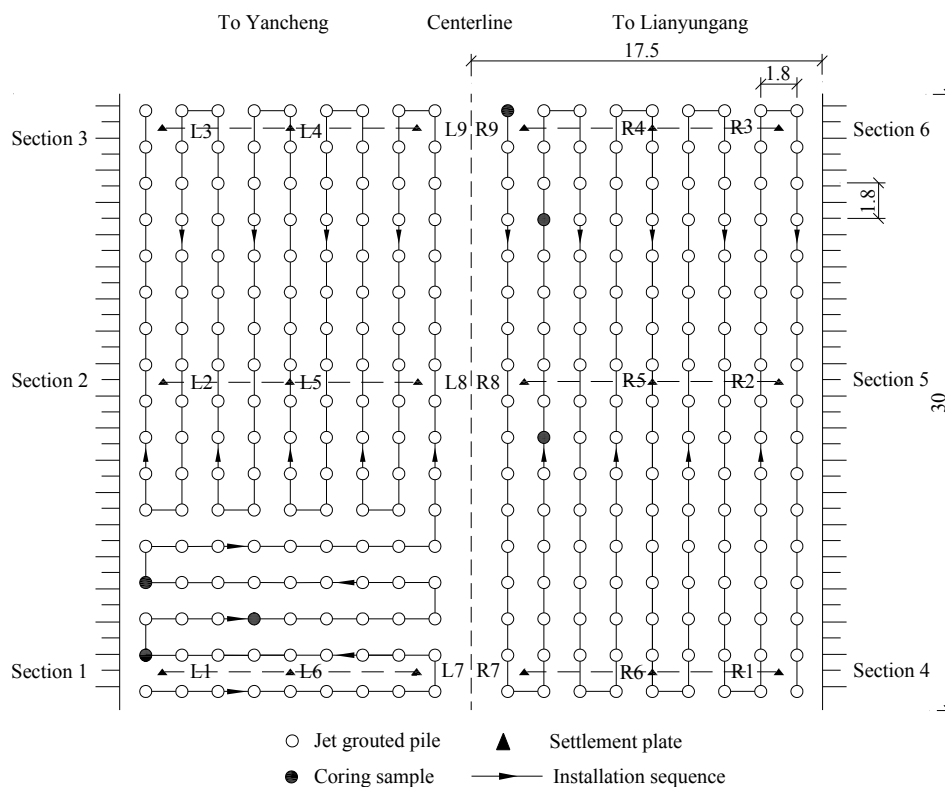 To Yancheng Centerline To Lianyungang
17.5
1.8
Section 3 L3 L4 L9 R9 R4 R3 Section 6
1.8
Section 2 L2 L5 L8 R8 R5 R2 Section 5
30
Section 1 L1 L6 L7 R7 R6 R1 Section 4
Jet grouted pile Settlement plate
Coring sample Installation sequence